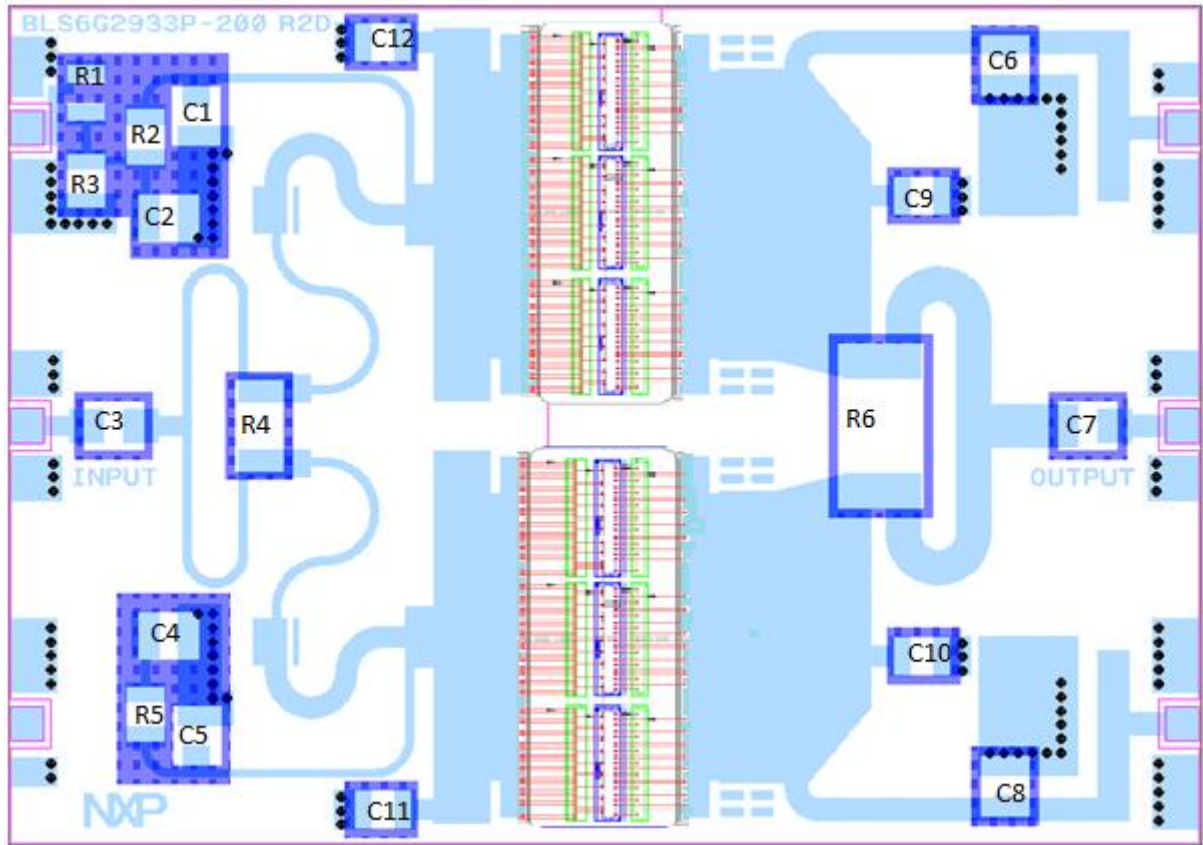 BLS6G2933P-200 R2D
C12
C6
R1
C1
R2
R3
C2
C9
C3
R4
R6
C7
INPUT
OUTPUT
C4
C10
R5
C5
C8
NXP
C11